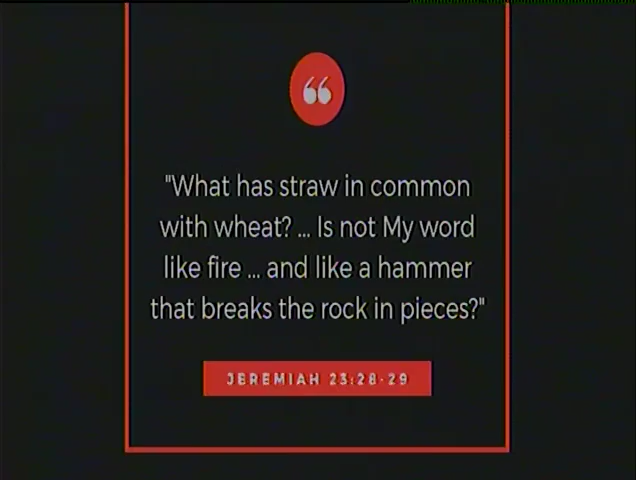 "What has straw in common
with wheat? ... Is not My word
like fire ... and like a hammer
that breaks the rock in pieces?"
JEREMIAH 23:28-29